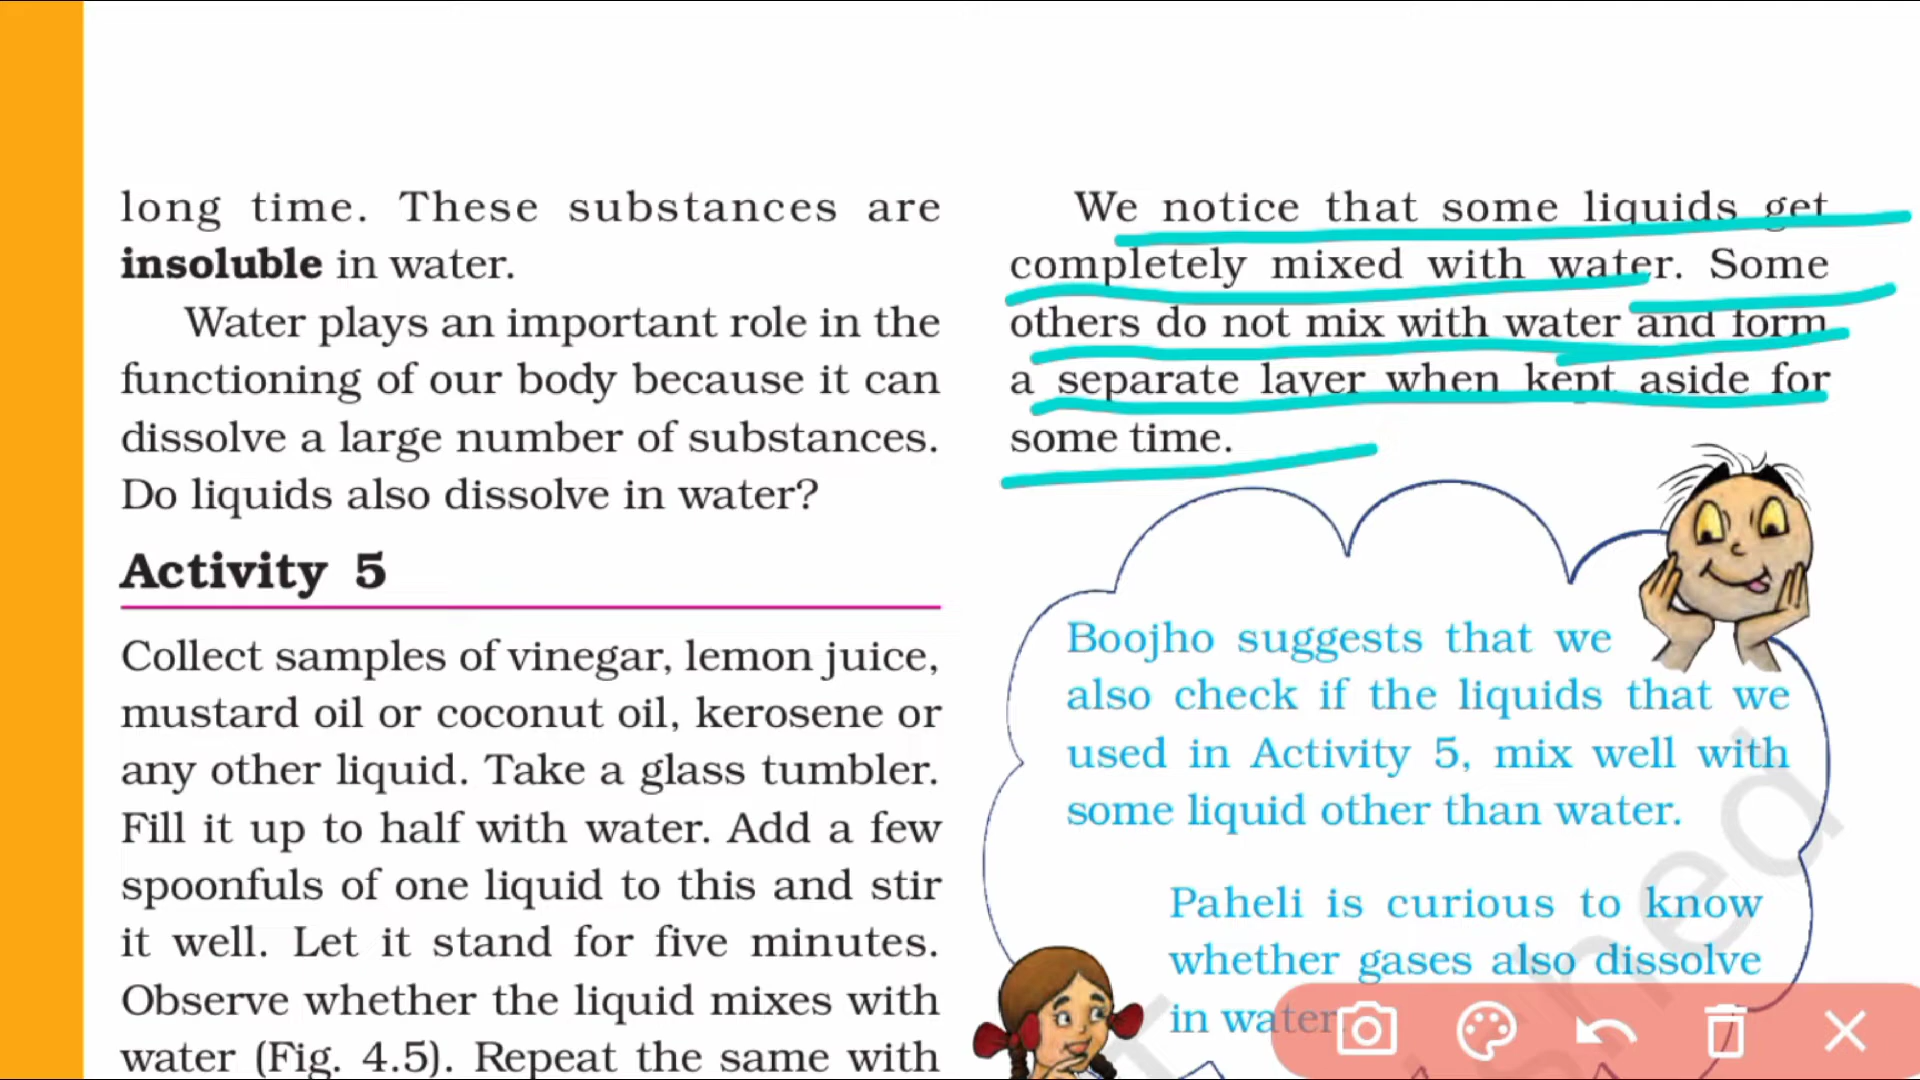 long time. These substances are
insoluble in water.
Water plays an important role in the
functioning of our body because it can
dissolve a large number of substances.
Do liquids also dissolve in water?
Activity 5
Collect samples of vinegar, lemon juice,
mustard oil or coconut oil, kerosene or
any other liquid. Take a glass tumbler.
Fill it up to half with water. Add a few
spoonfuls of one liquid to this and stir
it well. Let it stand for five minutes.
Observe whether the liquid mixes with
water (Fig. 4.5). Repeat the same with
We notice that some liquids get
completely mixed with water. Some
others do not mix with water and form
a separate layer when kept aside for
some time.
Boojho suggests that we
also check if the liquids that we
used in Activity 5, mix well with
some liquid other than water.
Paheli is curious to know
whether gases also dissolve
in water.